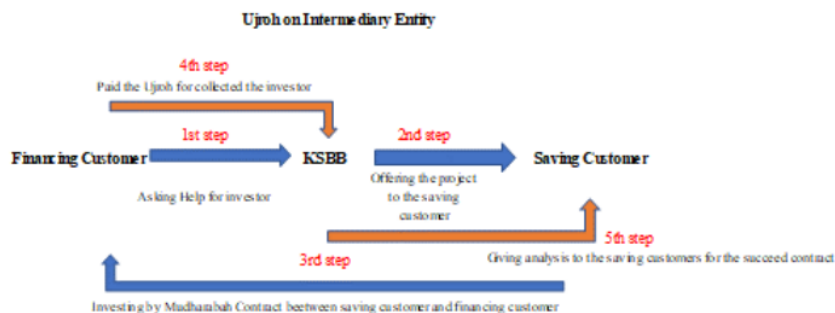 Ujroh on Intermediary Entity
4th step
Paid the Ujroh for collected the investor
1st step
2nd step
Financing Customer
KSBB
Saving Customer
Asking Help for investor
Offering the project
to the saving
customer
5th step
3rd step
Giving analysis to the saving customers for the succeed contract
Investing by Mudharabah Contract beetween saving customer and financing customer